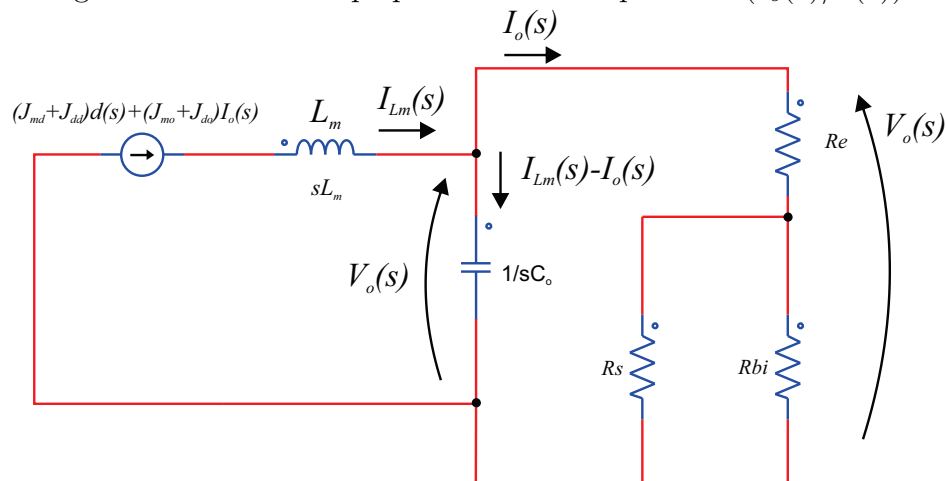 I_o(s)
(J_md+J_dd)d(s)+(J_mo+J_do)I_o(s)
L_m
I_Lm(s)
V_o(s)
Re
I_Lm(s)-I_o(s)
sL_m
V_o(s)
1/sC_o
Rs
Rbi